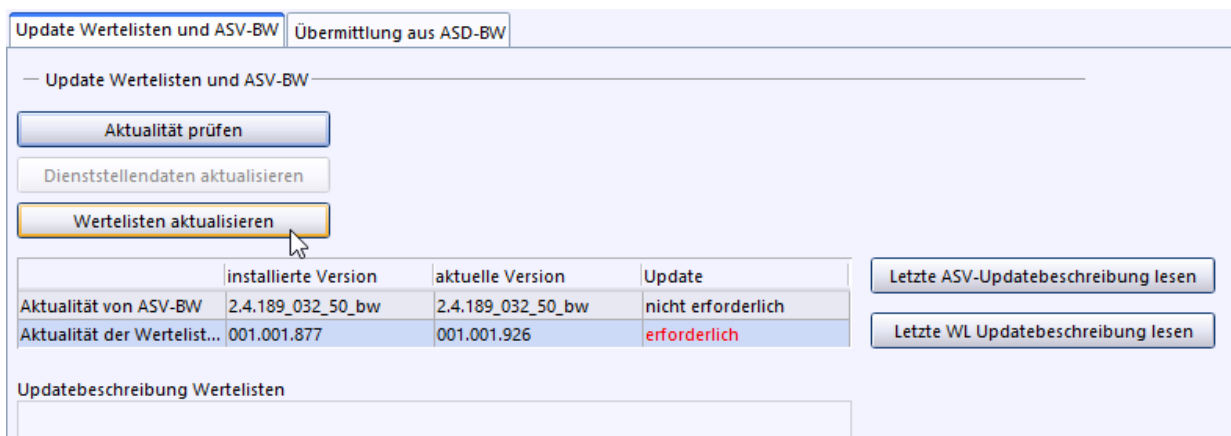 Update Wertelisten und ASV-BW Übermittlung aus ASD-BW
Update Wertelisten und ASV-BW
Aktualität prüfen
Dienststellendaten aktualisieren
Wertelisten aktualisieren
installierte Version aktuelle Version Update
Aktualität von ASV-BW 2.4.189_032_50_bw 2.4.189_032_50_bw nicht erforderlich
Aktualität der Wertelist... 001.001.877 001.001.926 erforderlich
Letzte ASV-Updatebeschreibung lesen
Letzte WL Updatebeschreibung lesen
Updatebeschreibung Wertelisten